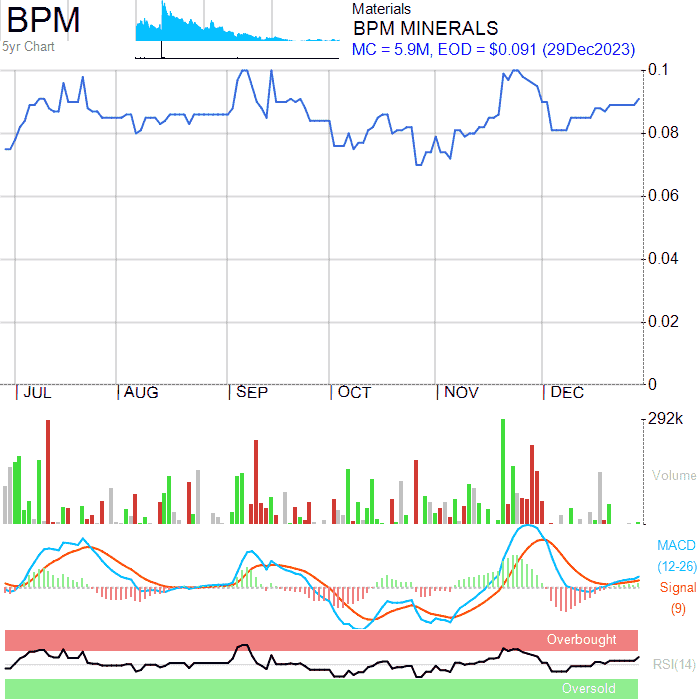 BPM
5yr Chart
Materials
BPM MINERALS
MC = 5.9M, EOD = $0.091 (29Dec2023)
0.1
0.08
0.06
0.04
0.02
0
JUL AUG SEP OCT NOV DEC
292k
Volume
MACD
(12-26)
Signal
(9)
Overbought
RSI(14)
Oversold